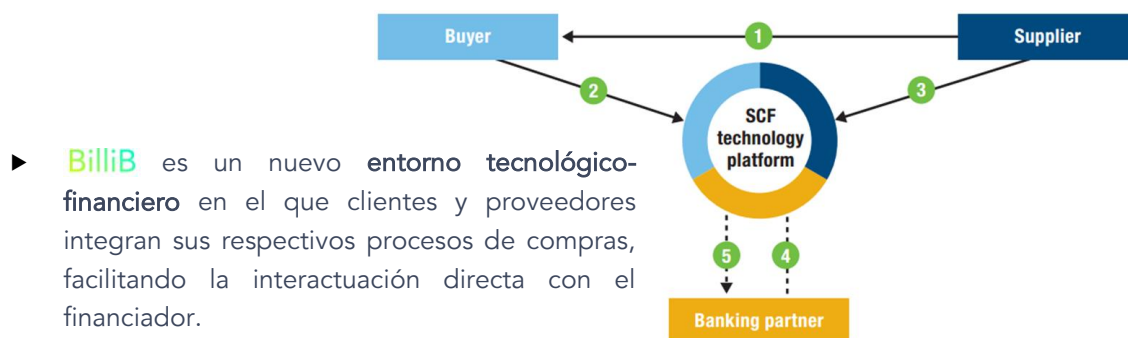 Buyer
1
Supplier
2
3
SCF
technology
platform
▶ BilliB es un nuevo entorno tecnológico-
financiero en el que clientes y proveedores
integran sus respectivos procesos de compras,
facilitando la interactuación directa con el
financiador.
5
4
Banking partner